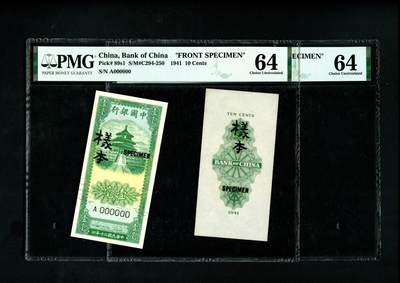 PMG
PAPER MONEY GUARANTY
China, Bank of China "FRONT SPECIMEN"
Pick# 89s1 S/M#C294-250 1941 10 Cents
S/N A000000
64
Choice Uncirculated
PMG
ECIMEN"
64
Choice Uncirculated
行銀國中
樣本
SPECIMEN
A 000000
TEN CENTS
樣本
BANK OF CHINA
SPECIMEN
1941